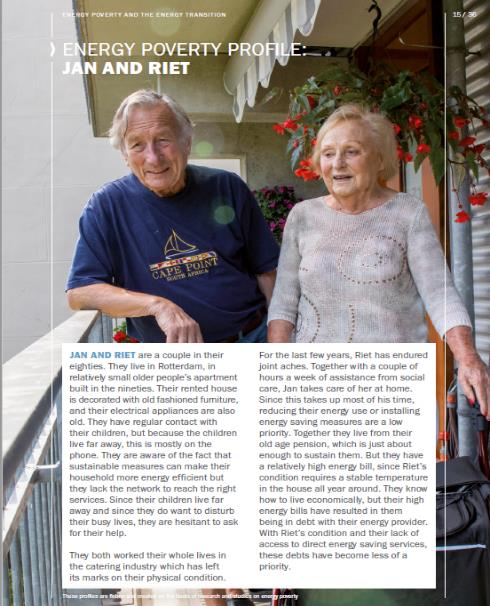 ENERGY POVERTY AND THE ENERGY TRANSITION
15 / 36
ENERGY POVERTY PROFILE:
JAN AND RIET
CAPE POINT
SOUTH AFRICA
JAN AND RIET are a couple in their
eighties. They live in Rotterdam, in
relatively small older people's apartment
built in the nineties. Their rented house
is decorated with old fashioned furniture,
and their electrical appliances are also
old. They have regular contact with
their children, but because the children
live far away, this is mostly on the
phone. They are aware of the fact that
sustainable measures can make their
household more energy efficient but
they lack the network to reach the right
services. Since their children live far
away and since they do want to disturb
their busy lives, they are hesitant to ask
for their help.
They both worked their whole lives in
the catering industry which has left
its marks on their physical condition.
For the last few years, Riet has endured
joint aches. Together with a couple of
hours a week of assistance from social
care, Jan takes care of her at home.
Since this takes up most of his time,
reducing their energy use or installing
energy saving measures are a low
priority. Together they live from their
old age pension, which is just about
enough to sustain them. But they have
a relatively high energy bill, since Riet's
condition requires a stable temperature
in the house all year around. They know
how to live economically, but their high
energy bills have resulted in them
being in debt with their energy provider.
With Riet's condition and their lack of
access to direct energy saving services,
these debts have become less of a
priority.
These profiles are fictional and created on the basis of research and studies on energy poverty